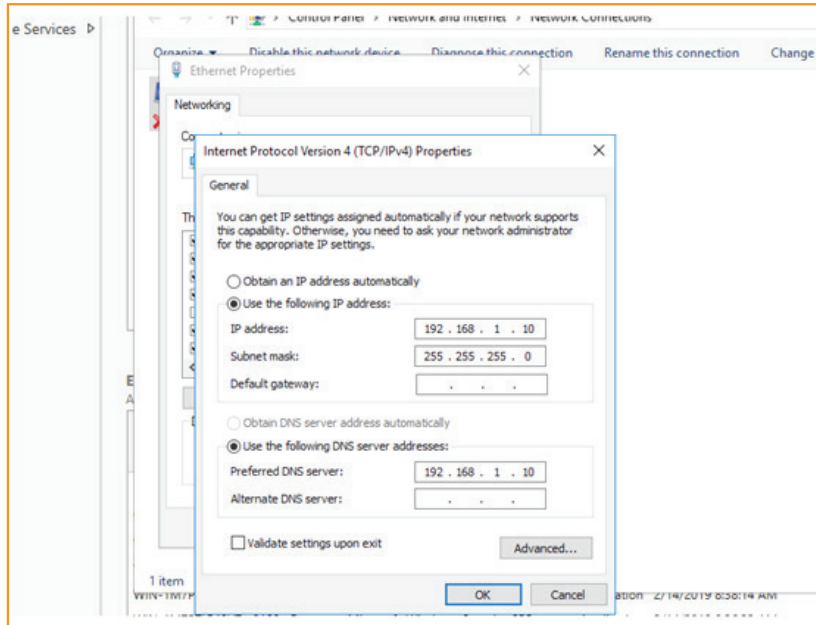 e Services
Control Panel > Network and Internet > Network Connections
Organize Disable this network device Diagnose this connection Rename this connection Change
Ethernet Properties
Networking
Co
Internet Protocol Version 4 (TCP/IPv4) Properties
General
Th
You can get IP settings assigned automatically if your network supports
this capability. Otherwise, you need to ask your network administrator
for the appropriate IP settings.
Obtain an IP address automatically
Use the following IP address:
IP address: 192 . 168 . 1 . 10
Subnet mask: 255 . 255 . 255 . 0
Default gateway: . . .
Obtain DNS server address automatically
Use the following DNS server addresses:
Preferred DNS server: 192 . 168 . 1 . 10
Alternate DNS server: . . .
Validate settings upon exit
Advanced...
1 item
OK Cancel
ation 2/14/2019 8:38:14 AM